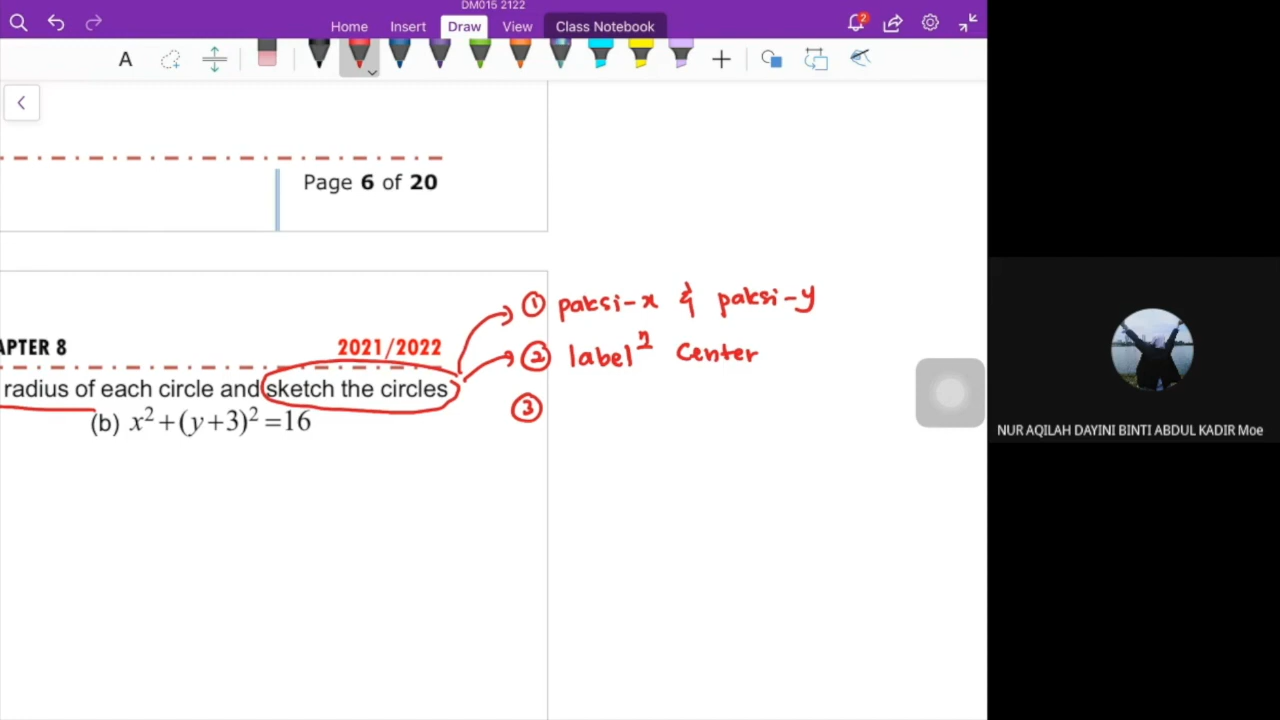 DM015 2122
Home Insert Draw View Class Notebook
2
A
Page 6 of 20
① paksi-x & paksi-y
APTER 8 2021/2022
② label² center
radius of each circle and sketch the circles
③
(b) x²+(y+3)²=16
NUR AQILAH DAYINI BINTI ABDUL KADIR Moe